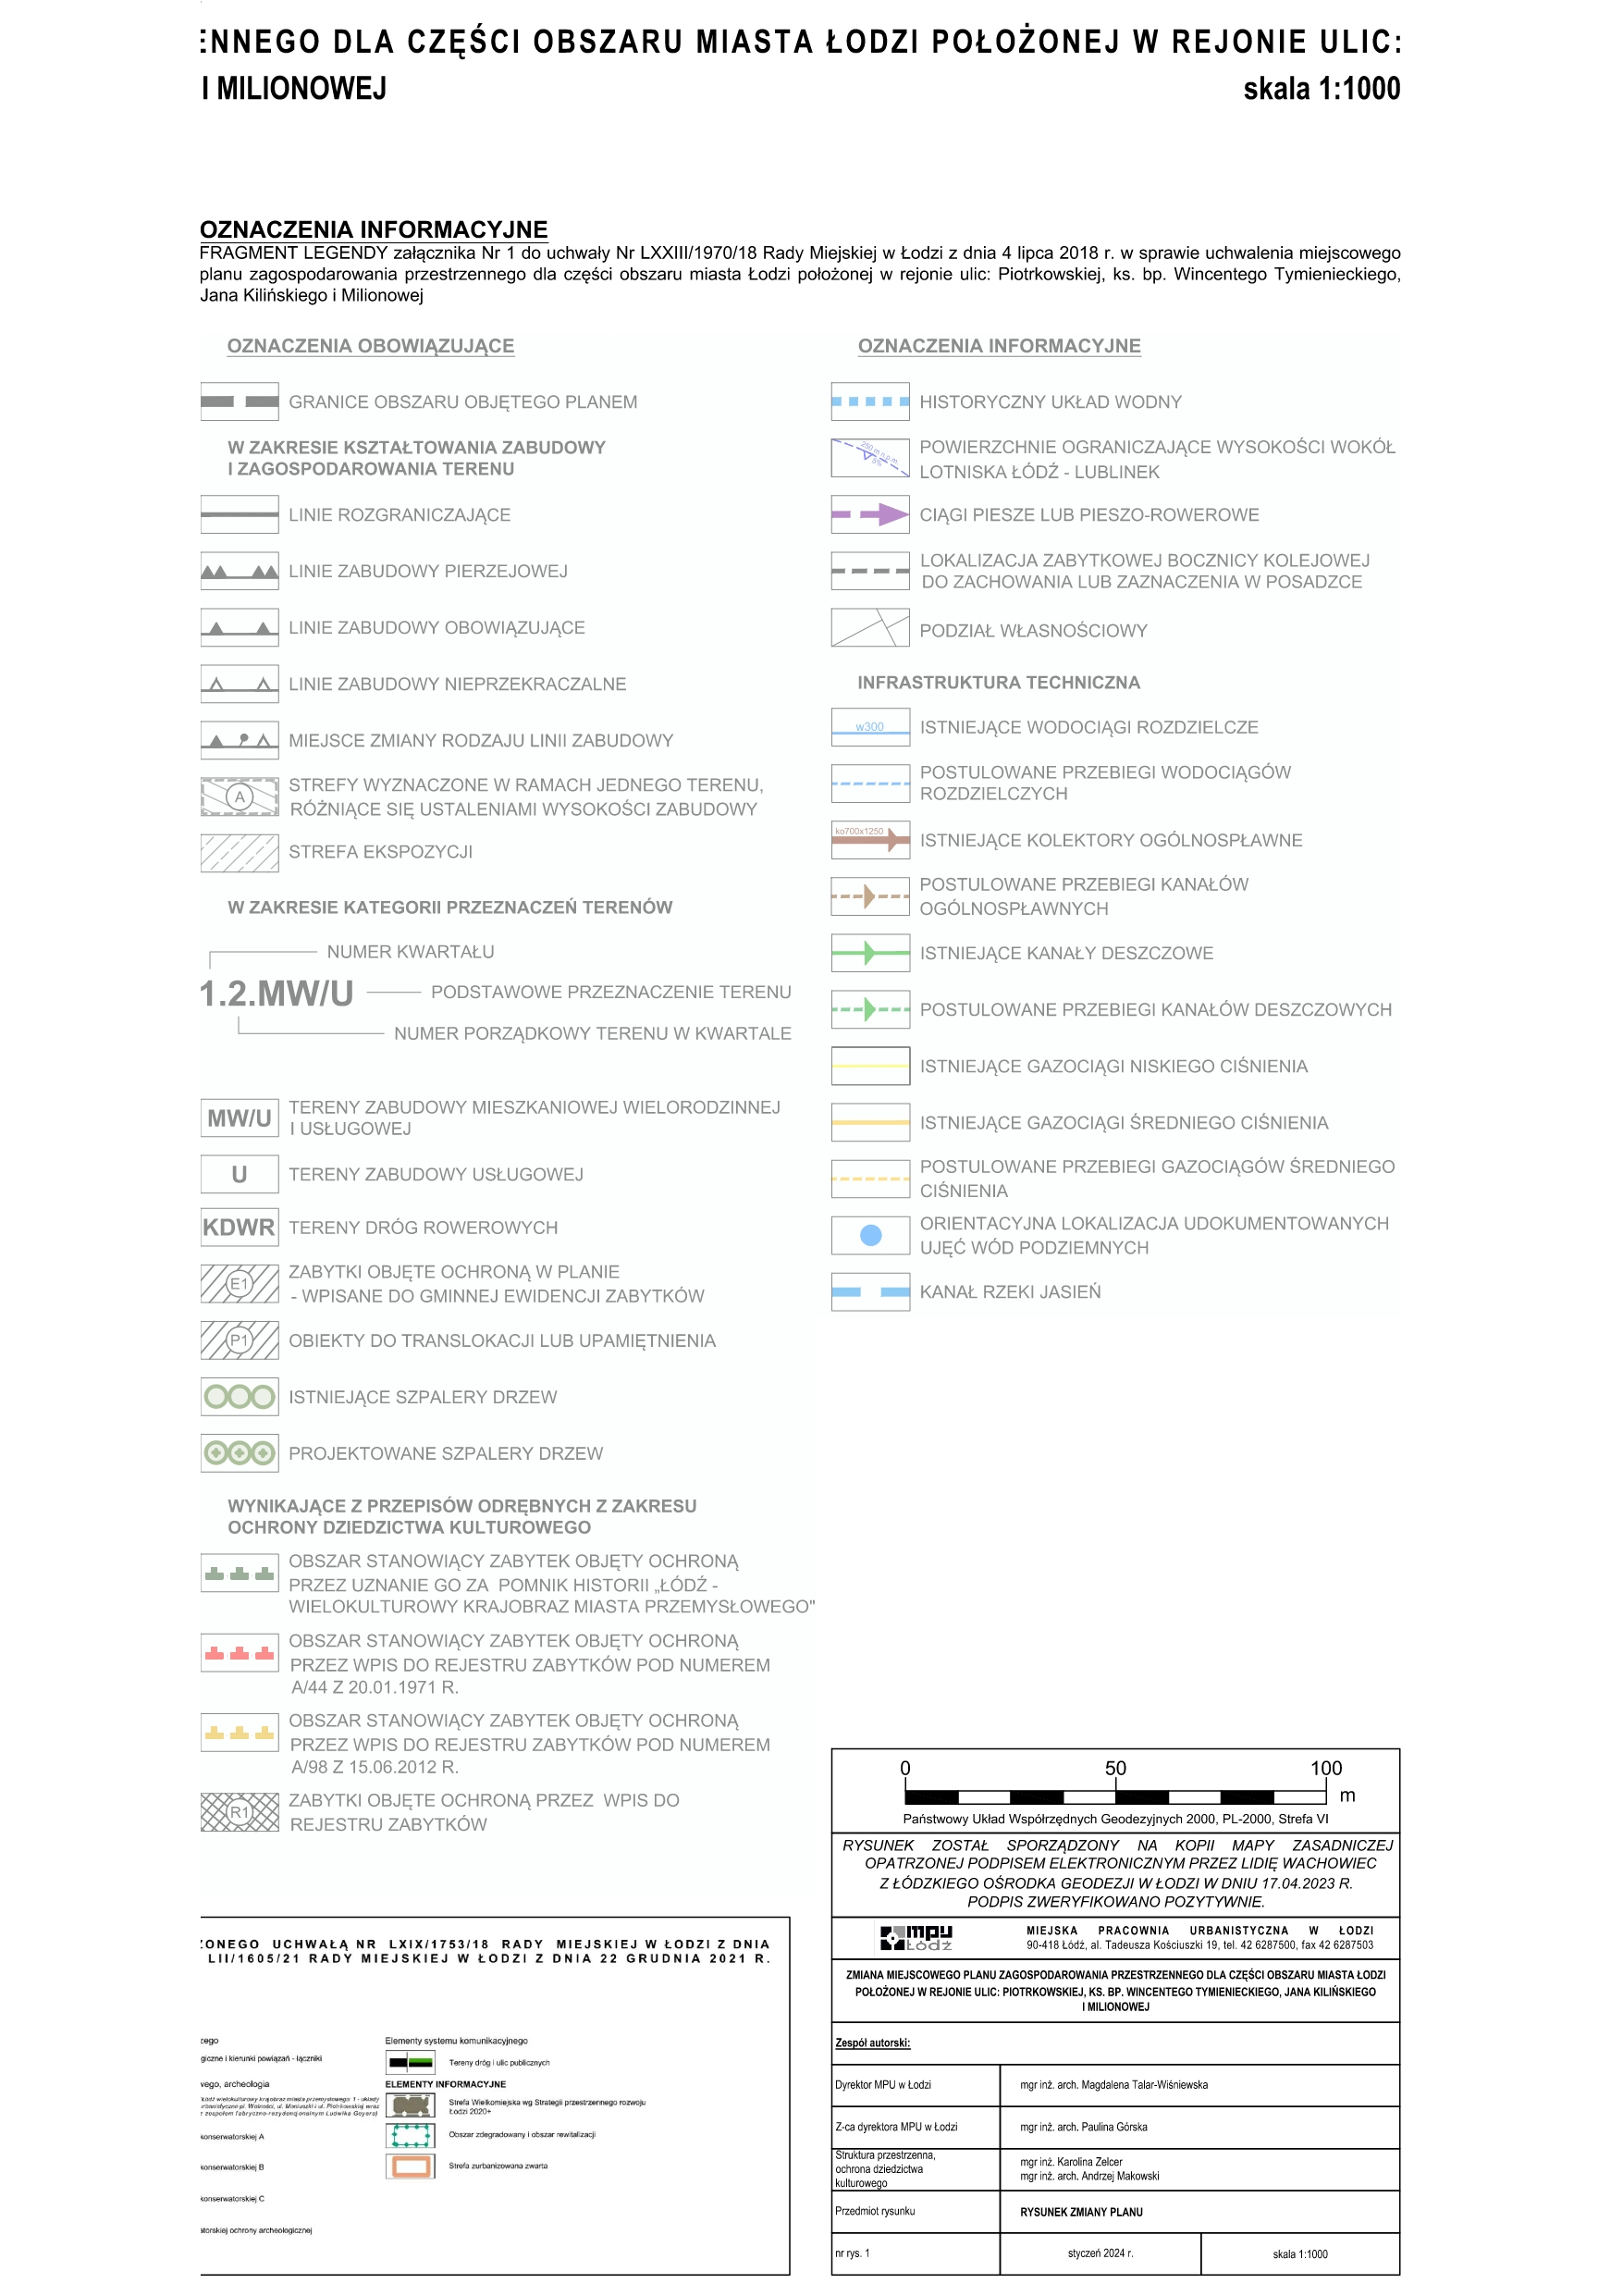 ENNEGO DLA CZĘŚCI OBSZARU MIASTA ŁODZI POŁOŻONEJ W REJONIE ULIC:
I MILIONOWEJ
skala 1:1000
OZNACZENIA INFORMACYJNE
FRAGMENT LEGENDY załącznika Nr 1 do uchwały Nr LXXIII/1970/18 Rady Miejskiej w Łodzi z dnia 4 lipca 2018 r. w sprawie uchwalenia miejscowego
planu zagospodarowania przestrzennego dla części obszaru miasta Łodzi położonej w rejonie ulic: Piotrkowskiej, ks. bp. Wincentego Tymienieckiego,
Jana Kilińskiego i Milionowej
OZNACZENIA OBOWIĄZUJĄCE
GRANICE OBSZARU OBJĘTEGO PLANEM
W ZAKRESIE KSZTAŁTOWANIA ZABUDOWY
I ZAGOSPODAROWANIA TERENU
LINIE ROZGRANICZAJĄCE
LINIE ZABUDOWY PIERZEJOWEJ
LINIE ZABUDOWY OBOWIĄZUJĄCE
LINIE ZABUDOWY NIEPRZEKRACZALNE
MIEJSCE ZMIANY RODZAJU LINII ZABUDOWY
A
STREFY WYZNACZONE W RAMACH JEDNEGO TERENU,
RÓŻNIĄCE SIĘ USTALENIAMI WYSOKOŚCI ZABUDOWY
STREFA EKSPOZYCJI
W ZAKRESIE KATEGORII PRZEZNACZEŃ TERENÓW
NUMER KWARTAŁU
1.2.MW/U
PODSTAWOWE PRZEZNACZENIE TERENU
NUMER PORZĄDKOWY TERENU W KWARTALE
MW/U
TERENY ZABUDOWY MIESZKANIOWEJ WIELORODZINNEJ
I USŁUGOWEJ
U
TERENY ZABUDOWY USŁUGOWEJ
KDWR
TERENY DRÓG ROWEROWYCH
E1
ZABYTKI OBJĘTE OCHRONĄ W PLANIE
- WPISANE DO GMINNEJ EWIDENCJI ZABYTKÓW
P1
OBIEKTY DO TRANSLOKACJI LUB UPAMIĘTNIENIA
ISTNIEJĄCE SZPALERY DRZEW
PROJEKTOWANE SZPALERY DRZEW
WYNIKAJĄCE Z PRZEPISÓW ODRĘBNYCH Z ZAKRESU
OCHRONY DZIEDZICTWA KULTUROWEGO
OBSZAR STANOWIĄCY ZABYTEK OBJĘTY OCHRONĄ
PRZEZ UZNANIE GO ZA POMNIK HISTORII „ŁÓDŹ -
WIELOKULTUROWY KRAJOBRAZ MIASTA PRZEMYSŁOWEGO"
OBSZAR STANOWIĄCY ZABYTEK OBJĘTY OCHRONĄ
PRZEZ WPIS DO REJESTRU ZABYTKÓW POD NUMEREM
A/44 Z 20.01.1971 R.
OBSZAR STANOWIĄCY ZABYTEK OBJĘTY OCHRONĄ
PRZEZ WPIS DO REJESTRU ZABYTKÓW POD NUMEREM
A/98 Z 15.06.2012 R.
R1
ZABYTKI OBJĘTE OCHRONĄ PRZEZ WPIS DO
REJESTRU ZABYTKÓW
OZNACZENIA INFORMACYJNE
HISTORYCZNY UKŁAD WODNY
250 m n.p.m.
5%
POWIERZCHNIE OGRANICZAJĄCE WYSOKOŚCI WOKÓŁ
LOTNISKA ŁÓDŹ - LUBLINEK
CIĄGI PIESZE LUB PIESZO-ROWEROWE
LOKALIZACJA ZABYTKOWEJ BOCZNICY KOLEJOWEJ
DO ZACHOWANIA LUB ZAZNACZENIA W POSADZCE
PODZIAŁ WŁASNOŚCIOWY
INFRASTRUKTURA TECHNICZNA
w300
ISTNIEJĄCE WODOCIĄGI ROZDZIELCZE
POSTULOWANE PRZEBIEGI WODOCIĄGÓW
ROZDZIELCZYCH
ko700x1250
ISTNIEJĄCE KOLEKTORY OGÓLNOSPŁAWNE
POSTULOWANE PRZEBIEGI KANAŁÓW
OGÓLNOSPŁAWNYCH
ISTNIEJĄCE KANAŁY DESZCZOWE
POSTULOWANE PRZEBIEGI KANAŁÓW DESZCZOWYCH
ISTNIEJĄCE GAZOCIĄGI NISKIEGO CIŚNIENIA
ISTNIEJĄCE GAZOCIĄGI ŚREDNIEGO CIŚNIENIA
POSTULOWANE PRZEBIEGI GAZOCIĄGÓW ŚREDNIEGO
CIŚNIENIA
ORIENTACYJNA LOKALIZACJA UDOKUMENTOWANYCH
UJĘĆ WÓD PODZIEMNYCH
KANAŁ RZEKI JASIEŃ
ZONEGO UCHWAŁĄ NR LXIX/1753/18 RADY MIEJSKIEJ W ŁODZI Z DNIA
LII/1605/21 RADY MIEJSKIEJ W ŁODZI Z DNIA 22 GRUDNIA 2021 R.
giczne i kierunki powiązań - łączniki
wego, archeologia
konserwatorskiej A
konserwatorskiej B
konserwatorskiej C
atorskiej ochrony archeologicznej
Elementy systemu komunikacyjnego
Tereny dróg i ulic publicznych
ELEMENTY INFORMACYJNE
Strefa Wielkomiejska wg Strategii przestrzennego rozwoju
Łodzi 2020+
Obszar zdegradowany i obszar rewitalizacji
Strefa zurbanizowana zwarta
0 50 100
m
Państwowy Układ Współrzędnych Geodezyjnych 2000, PL-2000, Strefa VI
RYSUNEK ZOSTAŁ SPORZĄDZONY NA KOPII MAPY ZASADNICZEJ
OPATRZONEJ PODPISEM ELEKTRONICZNYM PRZEZ LIDIĘ WACHOWIEC
Z ŁÓDZKIEGO OŚRODKA GEODEZJI W ŁODZI W DNIU 17.04.2023 R.
PODPIS ZWERYFIKOWANO POZYTYWNIE.
mpu
Łódź
MIEJSKA PRACOWNIA URBANISTYCZNA W ŁODZI
90-418 Łódź, al. Tadeusza Kościuszki 19, tel. 42 6287500, fax 42 6287503
ZMIANA MIEJSCOWEGO PLANU ZAGOSPODAROWANIA PRZESTRZENNEGO DLA CZĘŚCI OBSZARU MIASTA ŁODZI
POŁOŻONEJ W REJONIE ULIC: PIOTRKOWSKIEJ, KS. BP. WINCENTEGO TYMIENIECKIEGO, JANA KILIŃSKIEGO
I MILIONOWEJ
Zespół autorski:
Dyrektor MPU w Łodzi
mgr inż. arch. Magdalena Talar-Wiśniewska
Z-ca dyrektora MPU w Łodzi
mgr inż. arch. Paulina Górska
Struktura przestrzenna,
ochrona dziedzictwa
kulturowego
mgr inż. Karolina Zelcer
mgr inż. arch. Andrzej Makowski
Przedmiot rysunku
RYSUNEK ZMIANY PLANU
nr rys. 1
styczeń 2024 r.
skala 1:1000